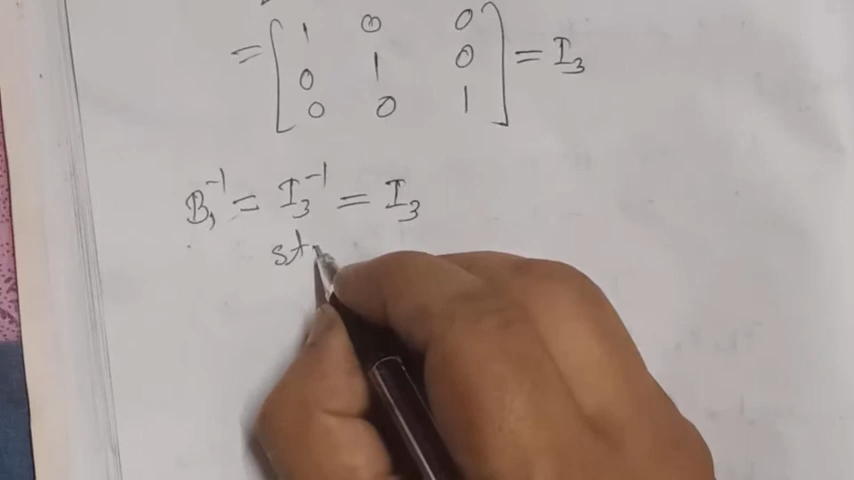 = [ 1 0 0
0 1 0
0 0 1 ] = I₃
B₁⁻¹ = I₃⁻¹ = I₃
st